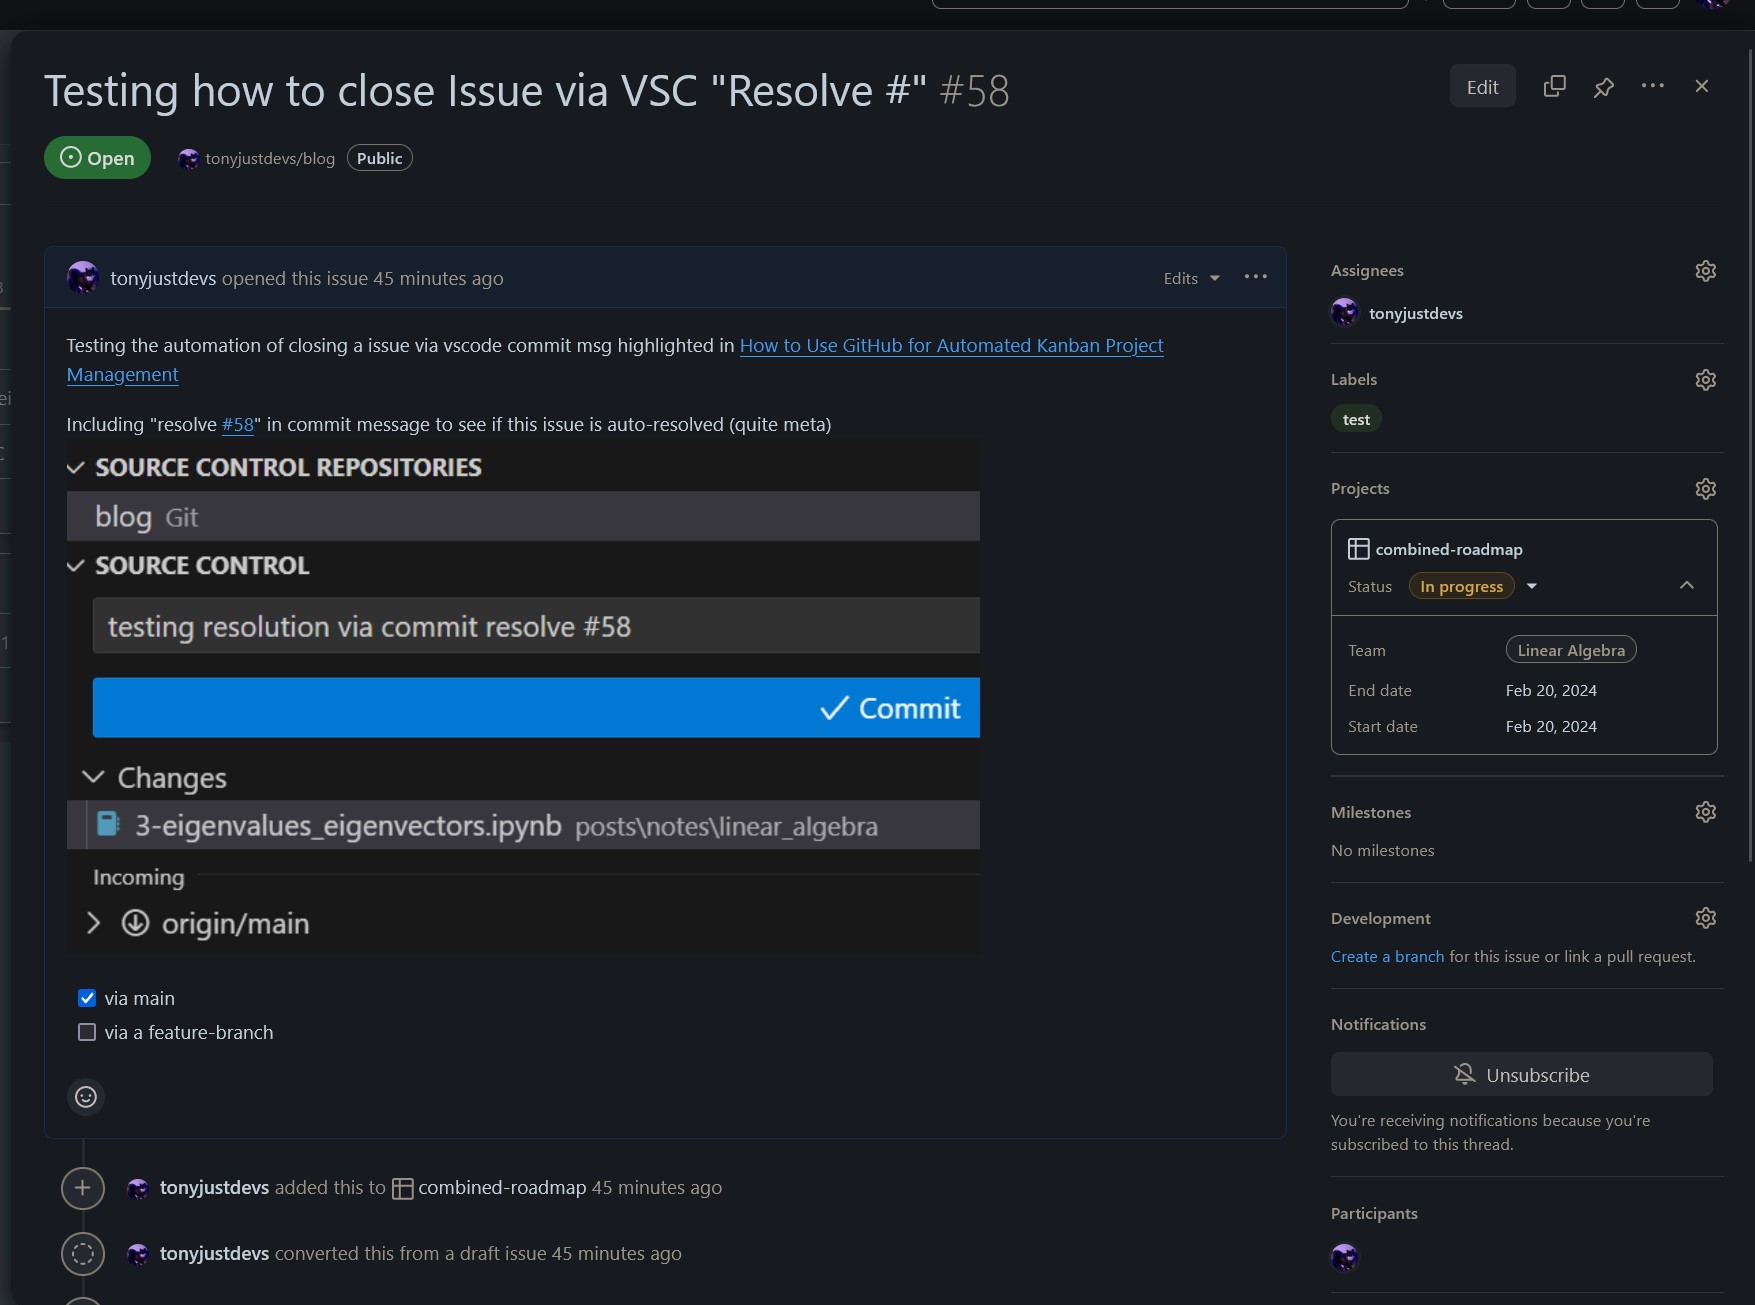 Testing how to close Issue via VSC "Resolve #" #58
Edit
Open
tonyjustdevs/blog
Public
tonyjustdevs opened this issue 45 minutes ago
Edits
Testing the automation of closing a issue via vscode commit msg highlighted in How to Use GitHub for Automated Kanban Project
Management
Including "resolve #58" in commit message to see if this issue is auto-resolved (quite meta)
SOURCE CONTROL REPOSITORIES
blog Git
SOURCE CONTROL
testing resolution via commit resolve #58
Commit
Changes
3-eigenvalues_eigenvectors.ipynb posts\notes\linear_algebra
Incoming
origin/main
via main
via a feature-branch
tonyjustdevs added this to combined-roadmap 45 minutes ago
tonyjustdevs converted this from a draft issue 45 minutes ago
Assignees
tonyjustdevs
Labels
test
Projects
combined-roadmap
Status In progress
Team Linear Algebra
End date Feb 20, 2024
Start date Feb 20, 2024
Milestones
No milestones
Development
Create a branch for this issue or link a pull request.
Notifications
Unsubscribe
You're receiving notifications because you're
subscribed to this thread.
Participants